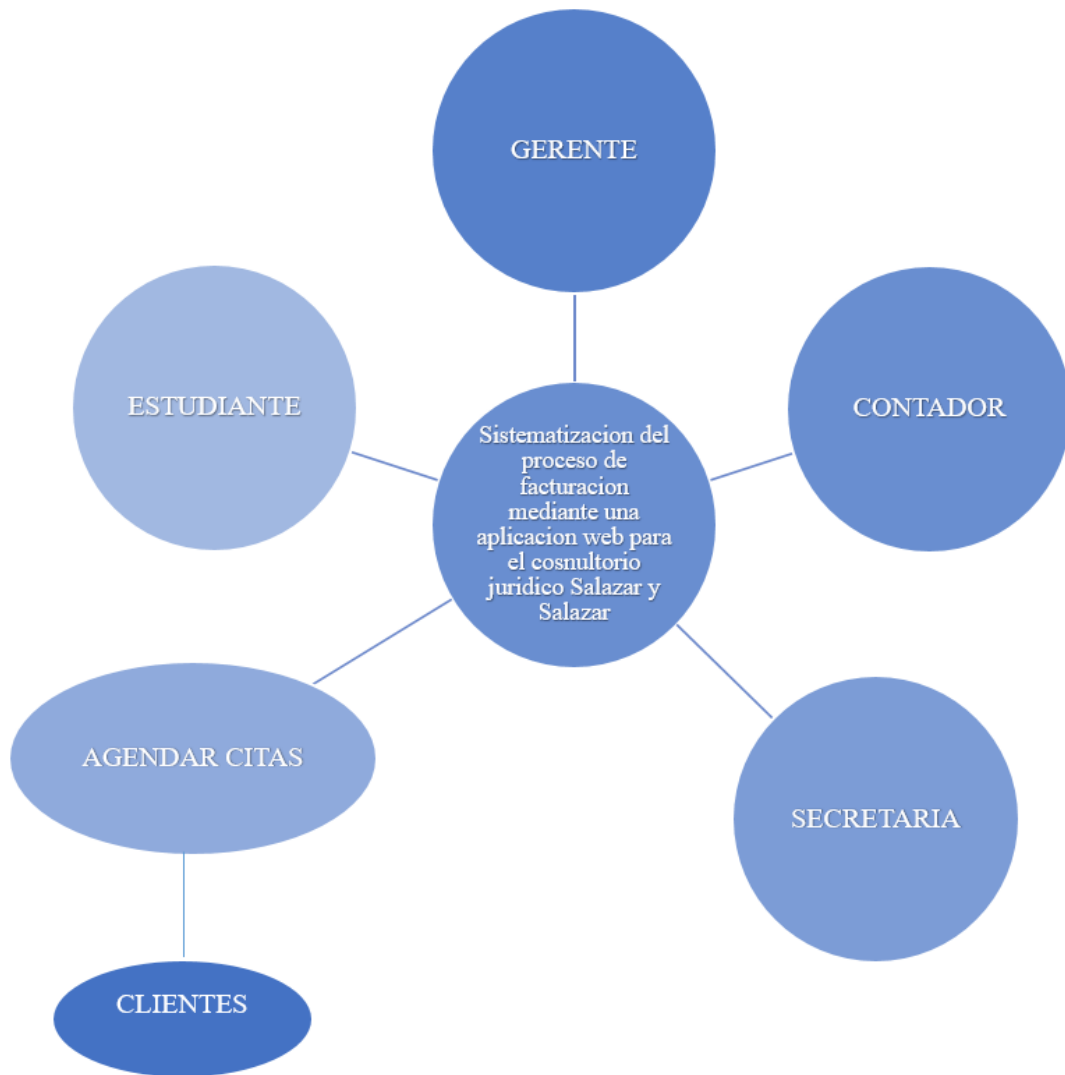 GERENTE
ESTUDIANTE
CONTADOR
Sistematizacion del
proceso de
facturacion
mediante una
aplicacion web para
el cosnultorio
juridico Salazar y
Salazar
AGENDAR CITAS
SECRETARIA
CLIENTES